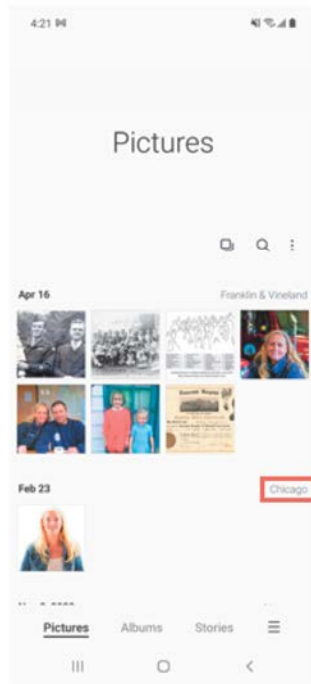 4:21
Pictures
Apr 16
Franklin & Vineland
Feb 23
Chicago
Pictures Albums Stories